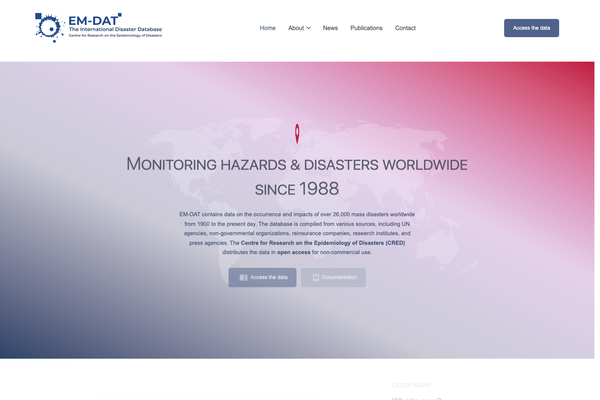 EM-DAT
The International Disaster Database
Centre for Research on the Epidemiology of Disasters
Home
About
News
Publications
Contact
Access the data
Monitoring hazards & disasters worldwide
since 1988
EM-DAT contains data on the occurrence and impacts of over 26,000 mass disasters worldwide
from 1900 to the present day. The database is compiled from various sources, including UN
agencies, non-governmental organizations, reinsurance companies, research institutes, and
press agencies. The Centre for Research on the Epidemiology of Disasters (CRED)
distributes the data in open access for non-commercial use.
Access the data
Documentation
LATEST NEWS
What's new?